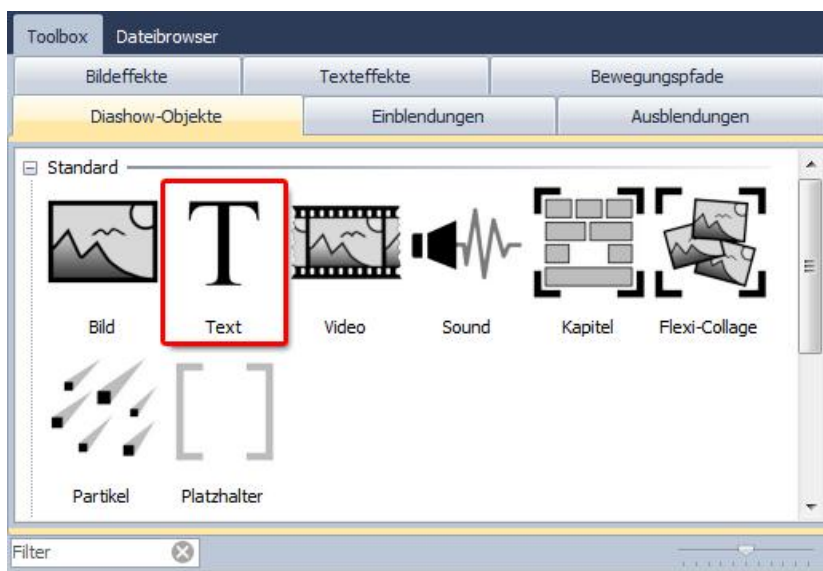 Toolbox Dateibrowser
Bildeffekte Texteffekte Bewegungspfade
Diashow-Objekte Einblendungen Ausblendungen
Standard
T
Bild Text Video Sound Kapitel Flexi-Collage
Partikel Platzhalter
Filter